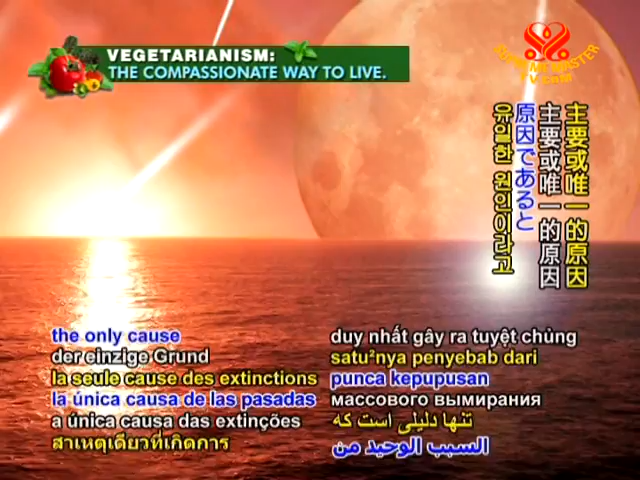 VEGETARIANISM:
THE COMPASSIONATE WAY TO LIVE.
SUPREME MASTER
TV.com
主要或唯一的原因
主要或唯一的原因
原因であると
유일한 원인이라고
the only cause
der einzige Grund
la seule cause des extinctions
la única causa de las pasadas
a única causa das extinções
สาเหตุเดียวที่เกิดการ
duy nhất gây ra tuyệt chủng
satu²nya penyebab dari
punca kepupusan
массового вымирания
تنها دلیلی است که
السبب الوحيد من